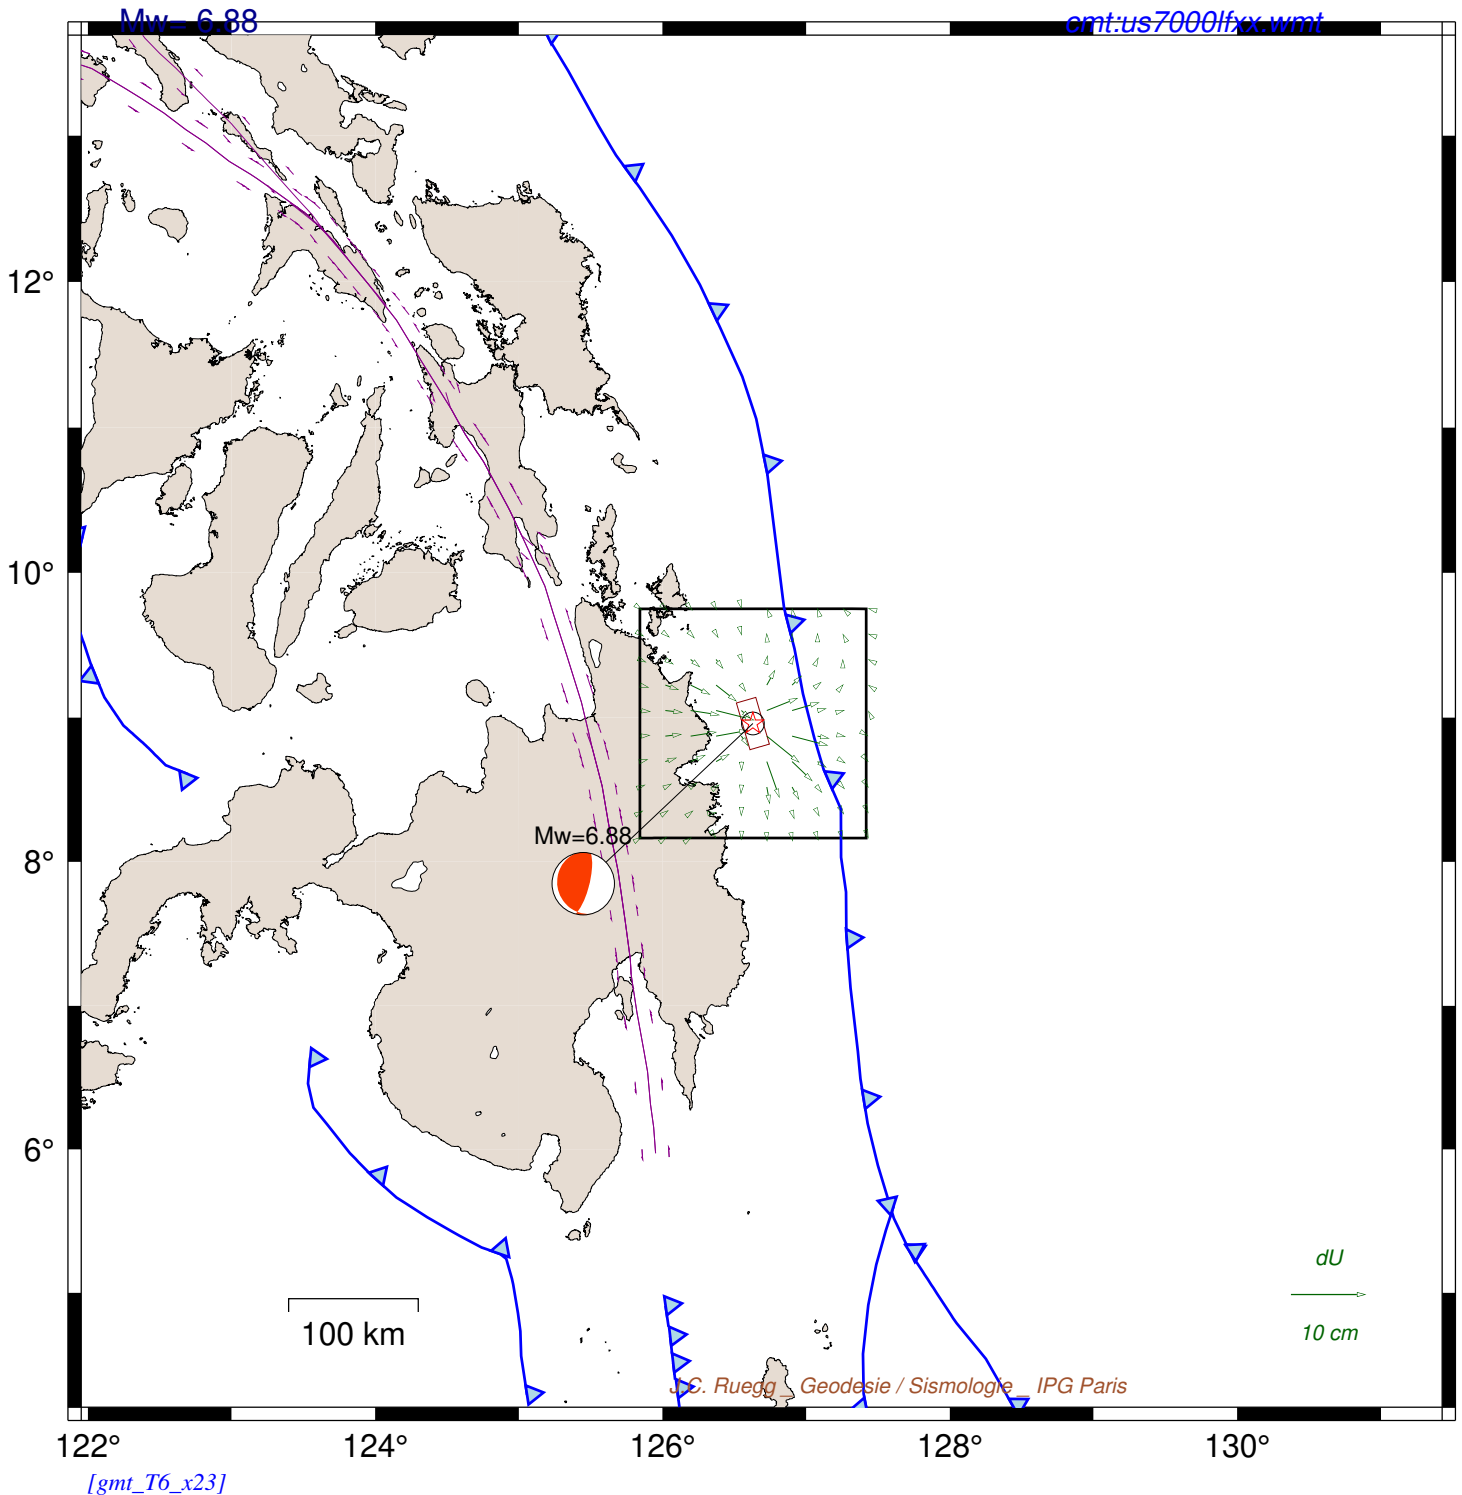 Mw= 6.88
cmt:us7000lfxx.wmt
12°
10°
8°
6°
Mw=6.88
dU
10 cm
100 km
J.C. Ruegg _ Geodesie / Sismologie _ IPG Paris
122°
124°
126°
128°
130°
[gmt_T6_x23]